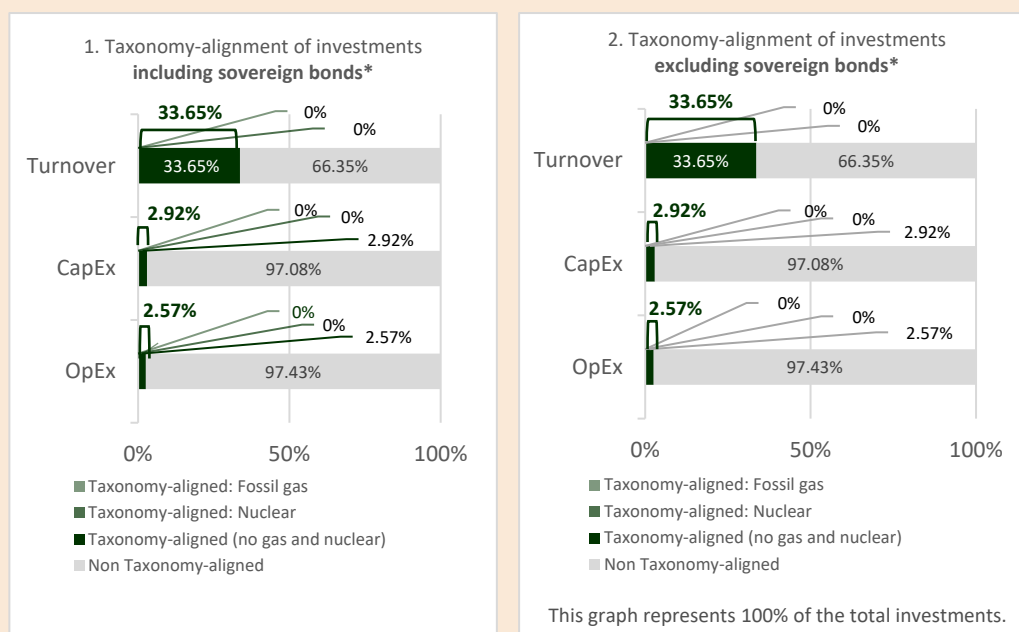 1. Taxonomy-alignment of investments
including sovereign bonds*
33.65%
0%
0%
Turnover
33.65%
66.35%
2.92%
0%
0%
2.92%
CapEx
97.08%
2.57%
0%
0%
2.57%
OpEx
97.43%
0%
50%
100%
Taxonomy-aligned: Fossil gas
Taxonomy-aligned: Nuclear
Taxonomy-aligned (no gas and nuclear)
Non Taxonomy-aligned
2. Taxonomy-alignment of investments
excluding sovereign bonds*
33.65%
0%
0%
Turnover
33.65%
66.35%
2.92%
0%
0%
2.92%
CapEx
97.08%
2.57%
0%
0%
2.57%
OpEx
97.43%
0%
50%
100%
Taxonomy-aligned: Fossil gas
Taxonomy-aligned: Nuclear
Taxonomy-aligned (no gas and nuclear)
Non Taxonomy-aligned
This graph represents 100% of the total investments.